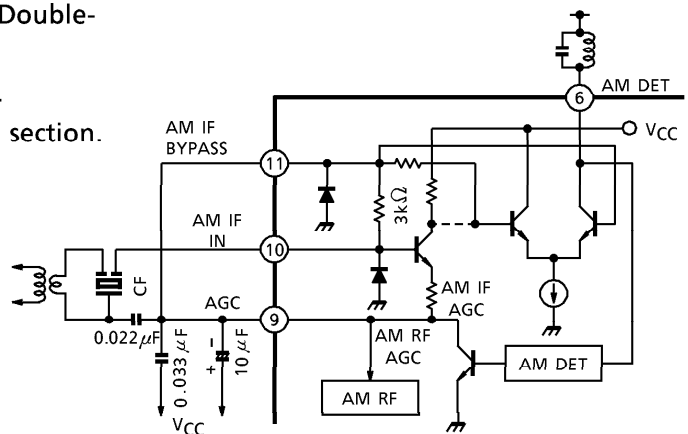 Double-
section.
6
AM DET
VCC
AM IF
BYPASS
11
3kΩ
AM IF
IN
10
CF
AGC
9
AM IF
AGC
0.022μF
0.033μF
10μF
-
+
AM RF
AGC
AM DET
AM RF
VCC